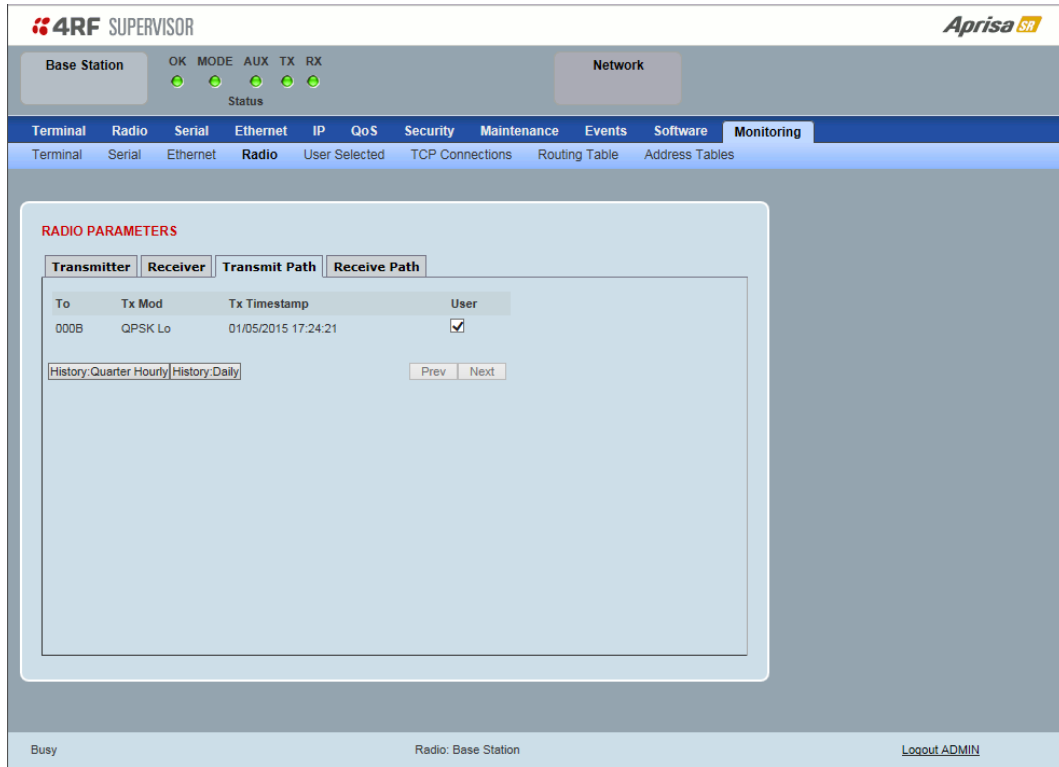 4RF SUPERVISOR
Aprisa SR
Base Station
OK MODE AUX TX RX
Status
Network
Terminal Radio Serial Ethernet IP QoS Security Maintenance Events Software Monitoring
Terminal Serial Ethernet Radio User Selected TCP Connections Routing Table Address Tables
RADIO PARAMETERS
Transmitter Receiver Transmit Path Receive Path
To Tx Mod Tx Timestamp User
000B QPSK Lo 01/05/2015 17:24:21
History:Quarter Hourly History:Daily Prev Next
Busy Radio: Base Station Logout ADMIN